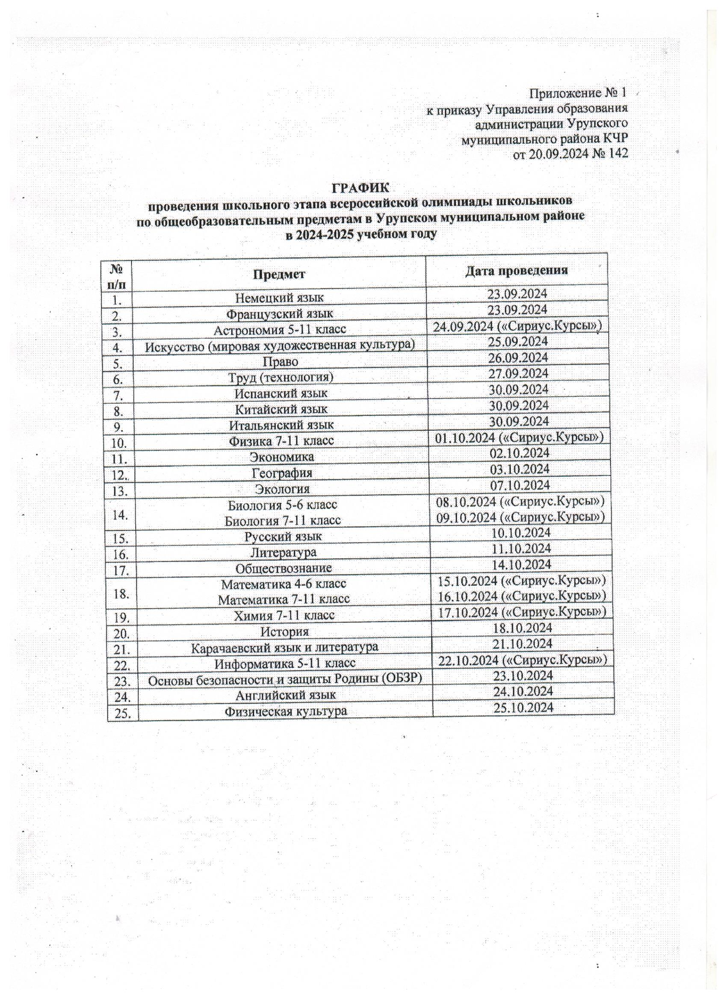 Приложение № 1
к приказу Управления образования
администрации Урупского
муниципального района КЧР
от 20.09.2024 № 142
ГРАФИК
проведения школьного этапа всероссийской олимпиады школьников
по общеобразовательным предметам в Урупском муниципальном районе
в 2024-2025 учебном году
№ п/п Предмет Дата проведения
1. Немецкий язык 23.09.2024
2. Французский язык 23.09.2024
3. Астрономия 5-11 класс 24.09.2024 («Сириус.Курсы»)
4. Искусство (мировая художественная культура) 25.09.2024
5. Право 26.09.2024
6. Труд (технология) 27.09.2024
7. Испанский язык 30.09.2024
8. Китайский язык 30.09.2024
9. Итальянский язык 30.09.2024
10. Физика 7-11 класс 01.10.2024 («Сириус.Курсы»)
11. Экономика 02.10.2024
12. География 03.10.2024
13. Экология 07.10.2024
14. Биология 5-6 класс 08.10.2024 («Сириус.Курсы»)
Биология 7-11 класс 09.10.2024 («Сириус.Курсы»)
15. Русский язык 10.10.2024
16. Литература 11.10.2024
17. Обществознание 14.10.2024
18. Математика 4-6 класс 15.10.2024 («Сириус.Курсы»)
Математика 7-11 класс 16.10.2024 («Сириус.Курсы»)
19. Химия 7-11 класс 17.10.2024 («Сириус.Курсы»)
20. История 18.10.2024
21. Карачаевский язык и литература 21.10.2024
22. Информатика 5-11 класс 22.10.2024 («Сириус.Курсы»)
23. Основы безопасности и защиты Родины (ОБЗР) 23.10.2024
24. Английский язык 24.10.2024
25. Физическая культура 25.10.2024